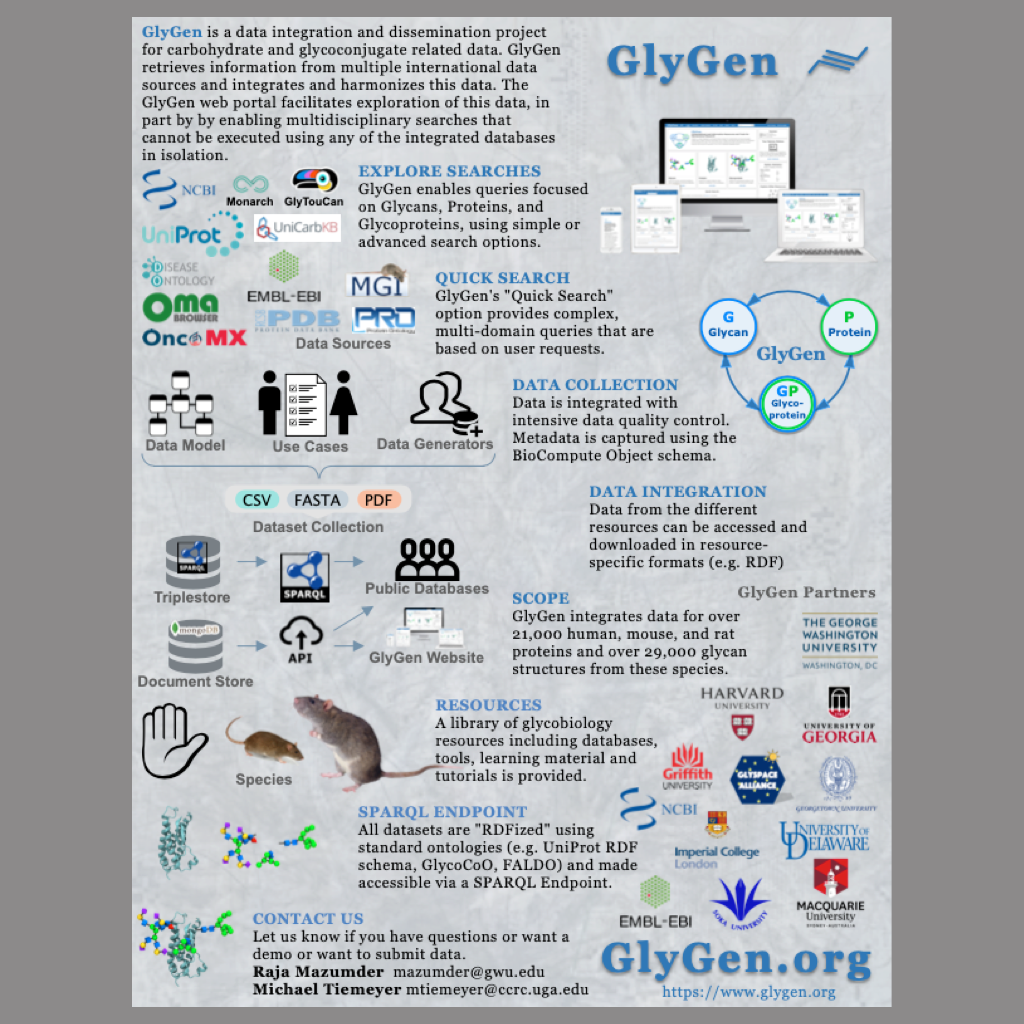 GlyGen is a data integration and dissemination project
for carbohydrate and glycoconjugate related data. GlyGen
retrieves information from multiple international data
sources and integrates and harmonizes this data. The
GlyGen web portal facilitates exploration of this data, in
part by by enabling multidisciplinary searches that
cannot be executed using any of the integrated databases
in isolation.
GlyGen
NCBI
Monarch
GlyTouCan
UniProt
UniCarbKB
EXPLORE SEARCHES
GlyGen enables queries focused
on Glycans, Proteins, and
Glycoproteins, using simple or
advanced search options.
DISEASE
ONTOLOGY
EMBL-EBI
MGI
Oma
BROWSER
PDB
PROTEIN DATA BANK
PRO
OncoMX
Data Sources
QUICK SEARCH
GlyGen's "Quick Search"
option provides complex,
multi-domain queries that are
based on user requests.
G
Glycan
P
Protein
GlyGen
GP
Glyco-
protein
Data Model
Use Cases
Data Generators
DATA COLLECTION
Data is integrated with
intensive data quality control.
Metadata is captured using the
BioCompute Object schema.
CSV
FASTA
PDF
Dataset Collection
DATA INTEGRATION
Data from the different
resources can be accessed and
downloaded in resource-
specific formats (e.g. RDF)
SPARQL
Triplestore
SPARQL
Public Databases
mongoDB
Document Store
API
GlyGen Website
SCOPE
GlyGen integrates data for over
21,000 human, mouse, and rat
proteins and over 29,000 glycan
structures from these species.
GlyGen Partners
THE GEORGE
WASHINGTON
UNIVERSITY
WASHINGTON, DC
Species
RESOURCES
A library of glycobiology
resources including databases,
tools, learning material and
tutorials is provided.
HARVARD
UNIVERSITY
UNIVERSITY OF
GEORGIA
Griffith
UNIVERSITY
GLYSPACE
ALLIANCE
GEORGETOWN UNIVERSITY
NCBI
Imperial College
London
UNIVERSITY OF
DELAWARE
EMBL-EBI
SOKA UNIVERSITY
MACQUARIE
University
SYDNEY·AUSTRALIA
SPARQL ENDPOINT
All datasets are "RDFized" using
standard ontologies (e.g. UniProt RDF
schema, GlycoCoO, FALDO) and made
accessible via a SPARQL Endpoint.
CONTACT US
Let us know if you have questions or want a
demo or want to submit data.
Raja Mazumder mazumder@gwu.edu
Michael Tiemeyer mtiemeyer@ccrc.uga.edu
GlyGen.org
https://www.glygen.org